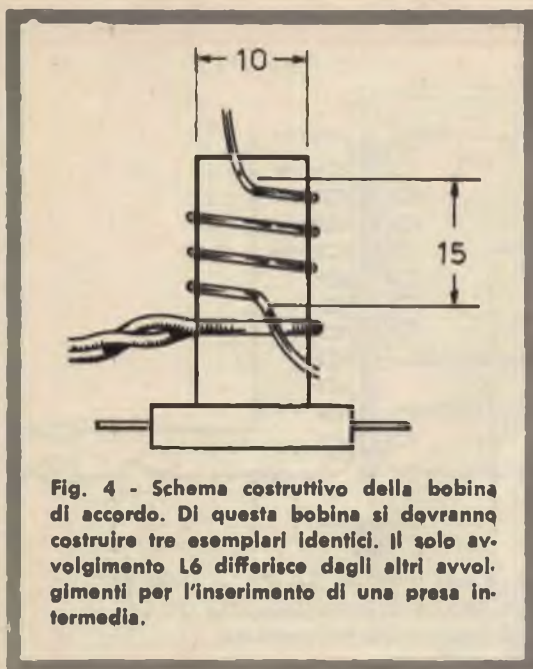 10
15
Fig. 4 - Schema costruttivo della bobina
di accordo. Di questa bobina si dovranno
costruire tre esemplari identici. Il solo av-
volgimento L6 differisce dagli altri avvol-
gimenti per l'inserimento di una presa in-
termedia.